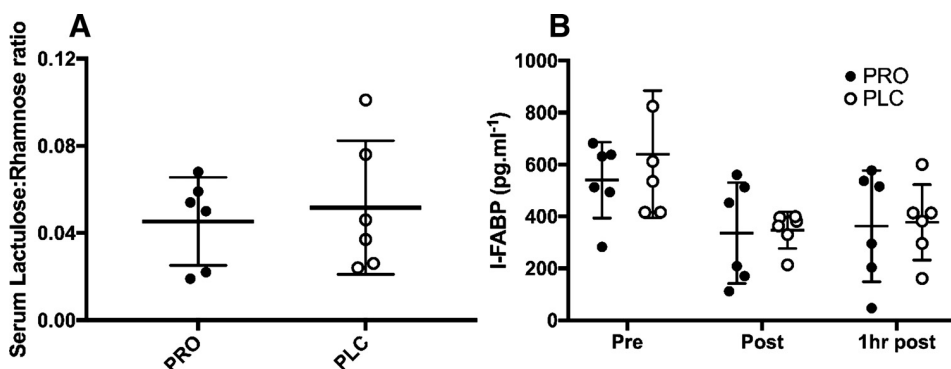 A
Serum Lactulose:Rhamnose ratio
0.12
0.08
0.04
0.00
PRO
PLC
B
I-FABP (pg.ml-1)
1000
800
600
400
200
0
PRO
PLC
Pre
Post
1hr post